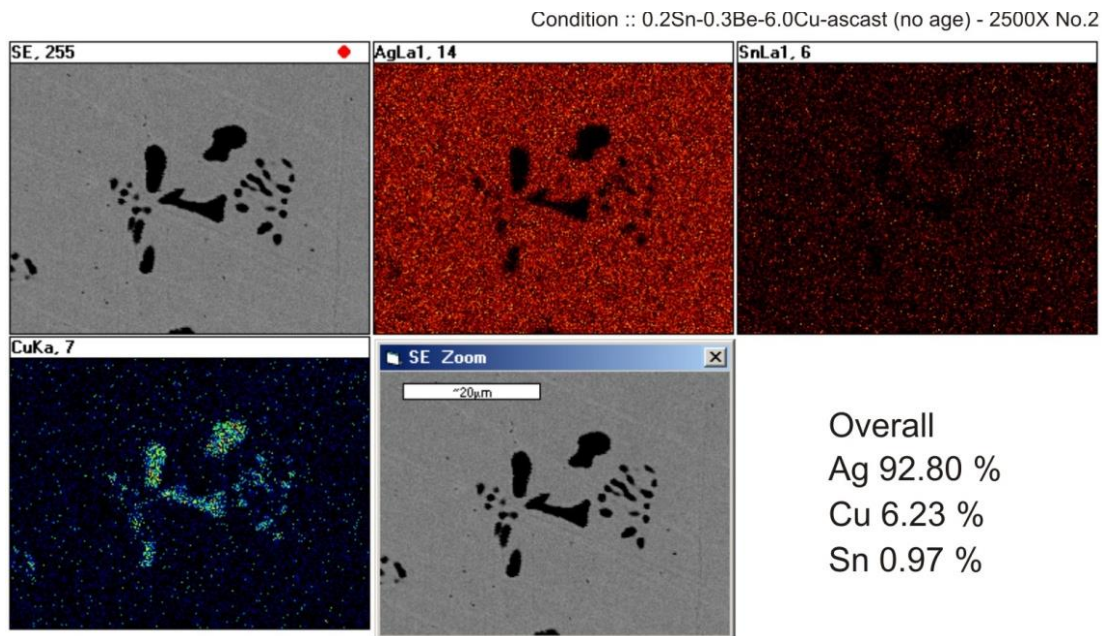 Condition :: 0.2Sn-0.3Be-6.0Cu-ascast (no age) - 2500X No.2
SE, 255
AgLa1, 14
SnLa1, 6
CuKa, 7
SE Zoom
~20µm
Overall
Ag 92.80 %
Cu 6.23 %
Sn 0.97 %